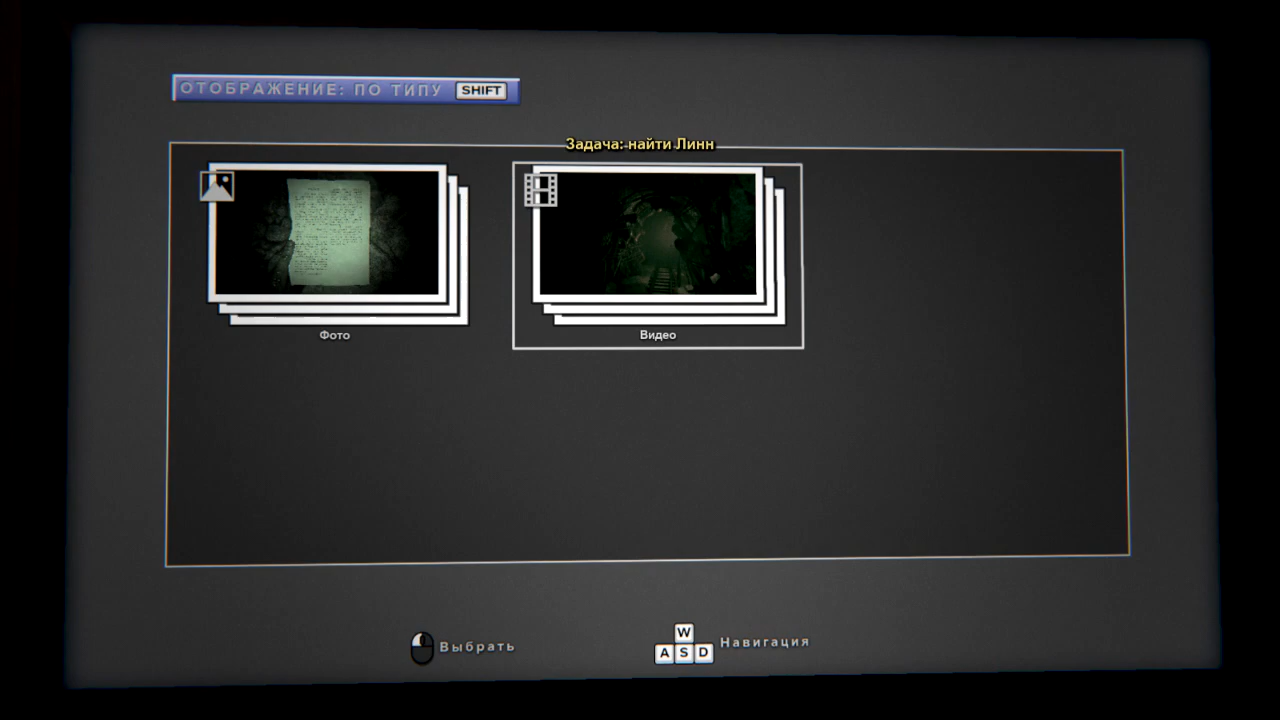 ОТОБРАЖЕНИЕ: ПО ТИПУ SHIFT
Задача: найти Линн
Фото
Видео
Выбрать
W
A S D
Навигация